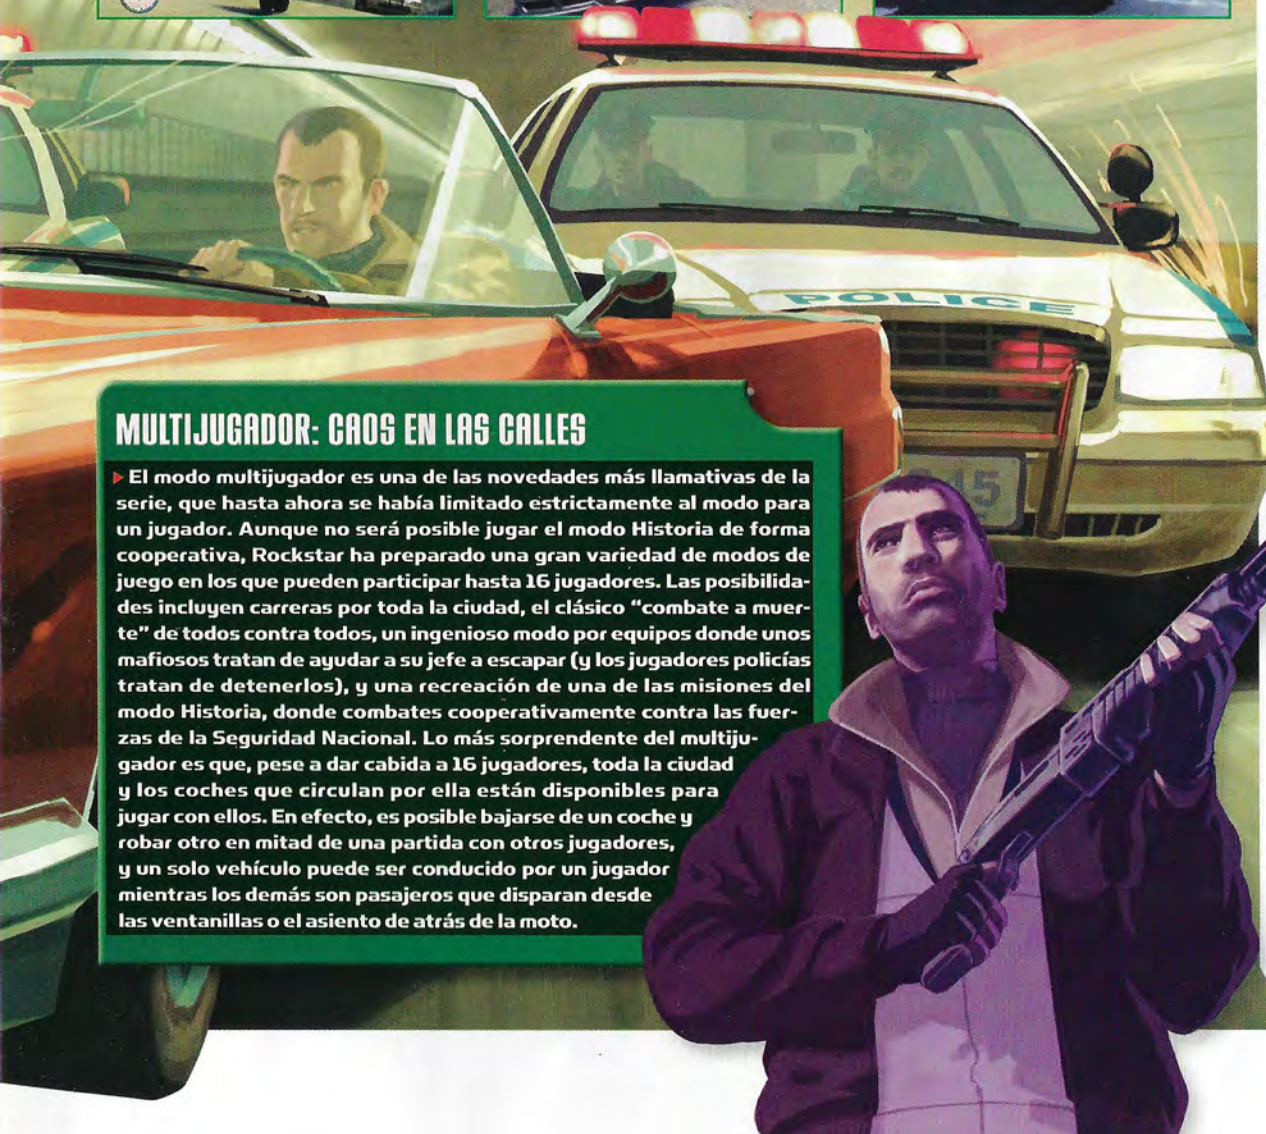 POLICE
MULTIJUGADOR: CAOS EN LAS CALLES
El modo multijugador es una de las novedades más llamativas de la
serie, que hasta ahora se había limitado estrictamente al modo para
un jugador. Aunque no será posible jugar el modo Historia de forma
cooperativa, Rockstar ha preparado una gran variedad de modos de
juego en los que pueden participar hasta 16 jugadores. Las posibilida-
des incluyen carreras por toda la ciudad, el clásico “combate a muer-
te” de todos contra todos, un ingenioso modo por equipos donde unos
mafiosos tratan de ayudar a su jefe a escapar (y los jugadores policías
tratan de detenerlos), y una recreación de una de las misiones del
modo Historia, donde combates cooperativamente contra las fuer-
zas de la Seguridad Nacional. Lo más sorprendente del multiju-
gador es que, pese a dar cabida a 16 jugadores, toda la ciudad
y los coches que circulan por ella están disponibles para
jugar con ellos. En efecto, es posible bajarse de un coche y
robar otro en mitad de una partida con otros jugadores,
y un solo vehículo puede ser conducido por un jugador
mientras los demás son pasajeros que disparan desde
las ventanillas o el asiento de atrás de la moto.